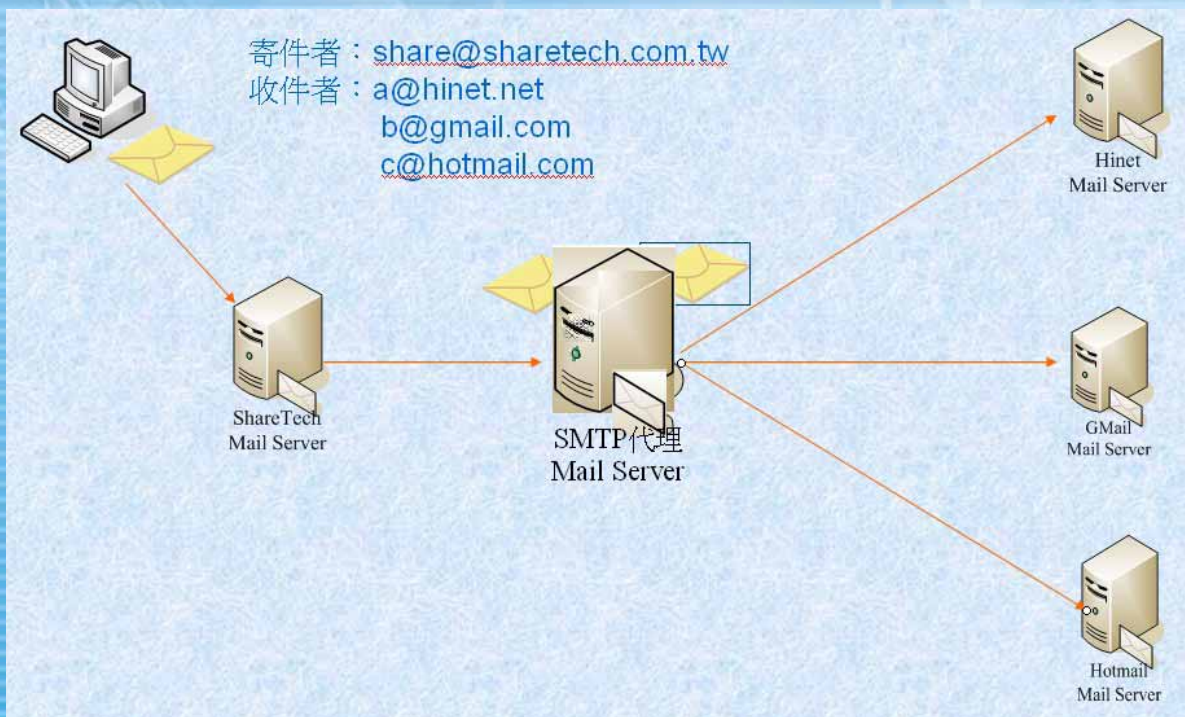 寄件者：share@sharetech.com.tw
收件者：a@hinet.net
b@gmail.com
c@hotmail.com
Hinet
Mail Server
ShareTech
Mail Server
SMTP代理
Mail Server
GMail
Mail Server
Hotmail
Mail Server